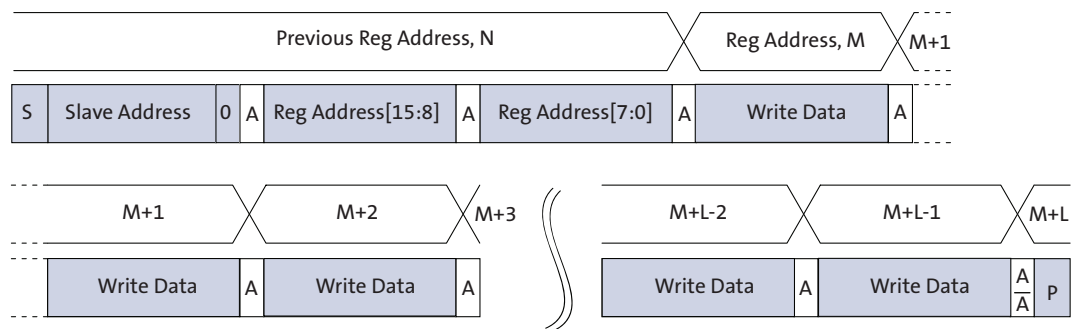 Previous Reg Address, N Reg Address, M M+1
S Slave Address 0 A Reg Address[15:8] A Reg Address[7:0] A Write Data A
M+1 M+2 M+3 M+L-2 M+L-1 M+L
Write Data A Write Data A Write Data A Write Data A/A̅ P